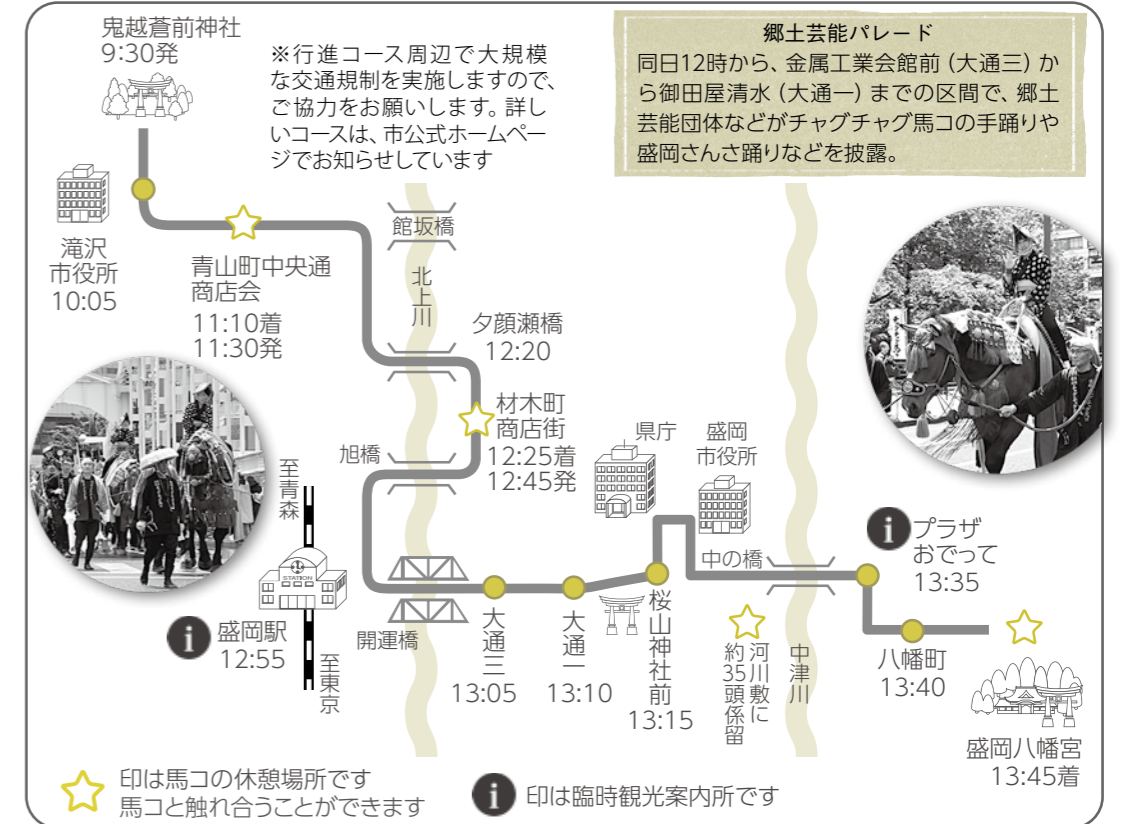 鬼越蒼前神社
9:30発
※行進コース周辺で大規模
な交通規制を実施しますので、
ご協力をお願いします。詳し
いコースは、市公式ホームペー
ジでお知らせしています
郷土芸能パレード
同日12時から、金属工業会館前（大通三）か
ら御田屋清水（大通一）までの区間で、郷土
芸能団体などがチャグチャグ馬コの手踊りや
盛岡さんさ踊りなどを披露。
滝沢
市役所
10:05
青山町中央通
商店会
11:10着
11:30発
館坂橋
北上川
夕顔瀬橋
12:20
材木町
商店街
12:25着
12:45発
旭橋
至青森
STATION
盛岡駅
12:55
至東京
開運橋
大通三
13:05
大通一
13:10
桜山神社前
13:15
県庁
盛岡
市役所
中の橋
河川敷に
約35頭係留
中津川
i
プラザ
おでって
13:35
八幡町
13:40
盛岡八幡宮
13:45着
i
印は馬コの休憩場所です
馬コと触れ合うことができます
i
印は臨時観光案内所です